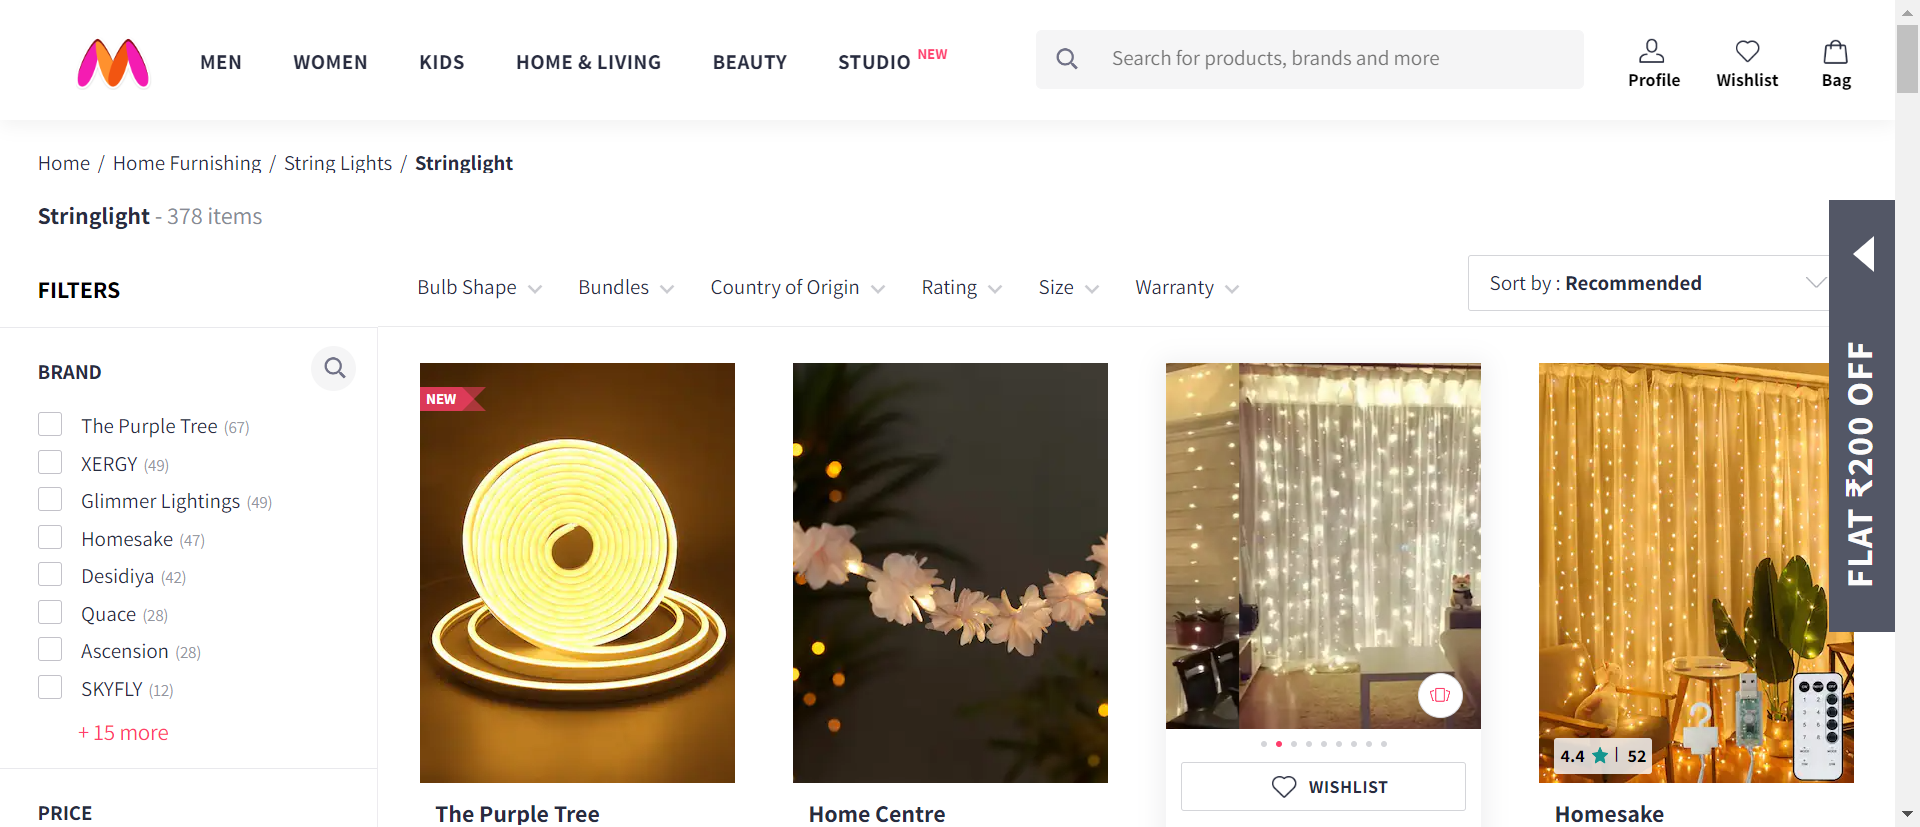 MEN WOMEN KIDS HOME & LIVING BEAUTY STUDIO NEW
Search for products, brands and more
Profile Wishlist Bag
Home / Home Furnishing / String Lights / Stringlight
Stringlight - 378 items
FILTERS
Bulb Shape Bundles Country of Origin Rating Size Warranty
Sort by : Recommended
FLAT ₹200 OFF
BRAND
The Purple Tree (67)
XERGY (49)
Glimmer Lightings (49)
Homesake (47)
Desidiya (42)
Quace (28)
Ascension (28)
SKYFLY (12)
+ 15 more
PRICE
NEW
The Purple Tree
Home Centre
WISHLIST
4.4 | 52
Homesake